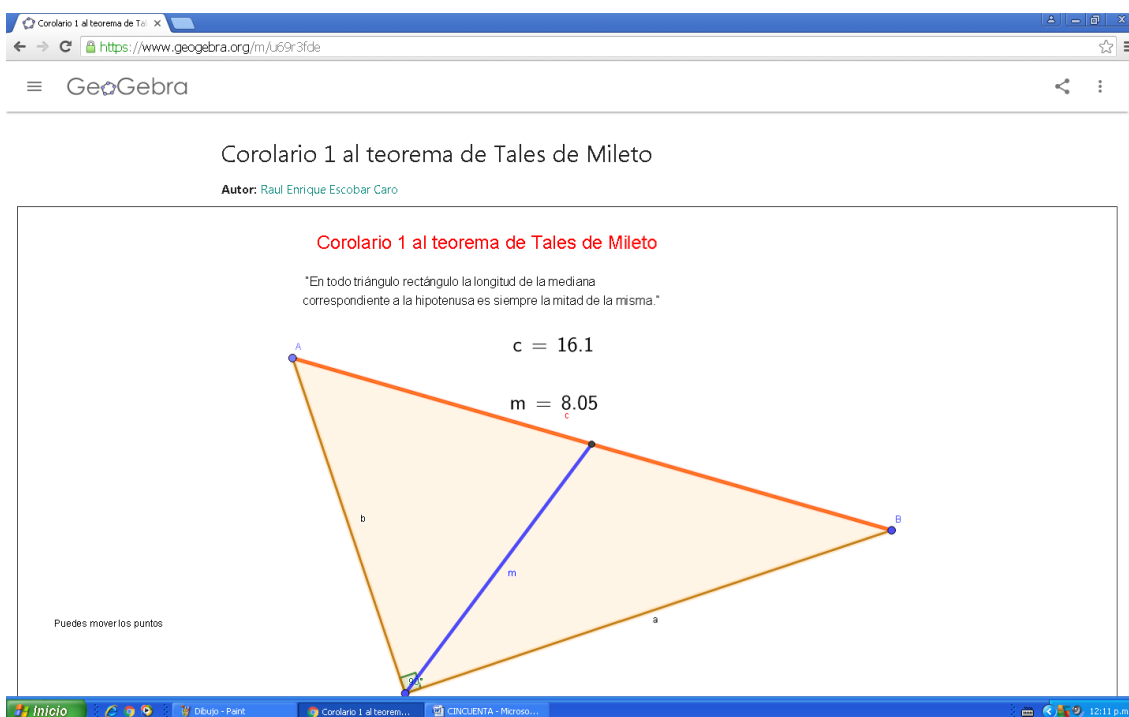 Corolario 1 al teorema de Ta
https://www.geogebra.org/m/u69r3fde
GeoGebra
Corolario 1 al teorema de Tales de Mileto
Autor: Raul Enrique Escobar Caro
Corolario 1 al teorema de Tales de Mileto
"En todo triángulo rectángulo la longitud de la mediana
correspondiente a la hipotenusa es siempre la mitad de la misma."
A
c = 16.1
m = 8.05
c
b
B
m
a
Puedes mover los puntos
90°
Inicio
Dibujo - Paint
Corolario 1 al teorem...
CINCUENTA - Microso...
12:11 p.m